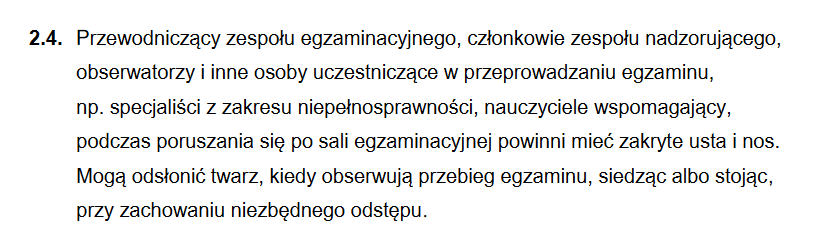 2.4. Przewodniczący zespołu egzaminacyjnego, członkowie zespołu nadzorującego,
obserwatorzy i inne osoby uczestniczące w przeprowadzaniu egzaminu,
np. specjaliści z zakresu niepełnosprawności, nauczyciele wspomagający,
podczas poruszania się po sali egzaminacyjnej powinni mieć zakryte usta i nos.
Mogą odsłonić twarz, kiedy obserwują przebieg egzaminu, siedząc albo stojąc,
przy zachowaniu niezbędnego odstępu.